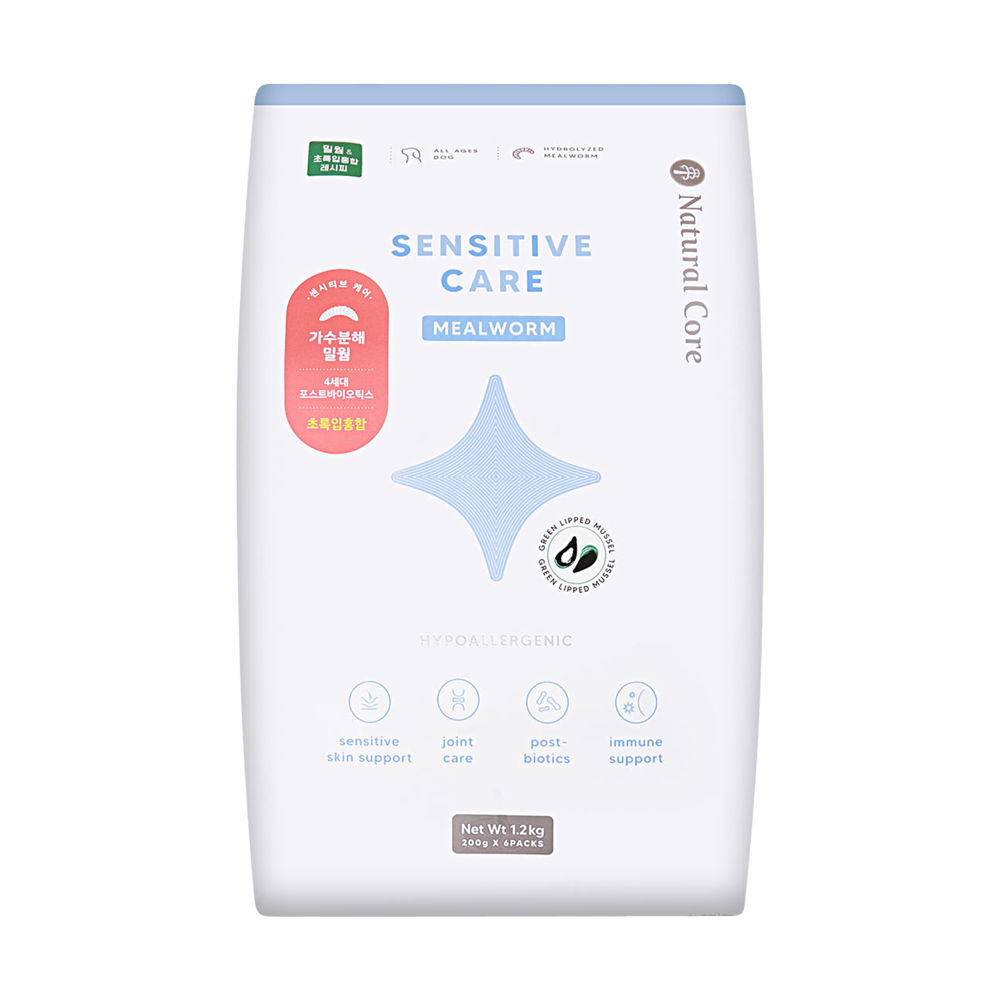 밀웜 &
초록입홍합
레시피
ALL AGES
DOG
HYDROLYZED
MEALWORM
Natural Core
SENSITIVE
CARE
MEALWORM
·센시티브 케어·
가수분해
밀웜
4세대
포스트바이오틱스
초록입홍합
GREEN LIPPED MUSSEL
GREEN LIPPED MUSSEL
HYPOALLERGENIC
sensitive
skin support
joint
care
post-
biotics
immune
support
Net Wt 1.2kg
200g X 6PACKS